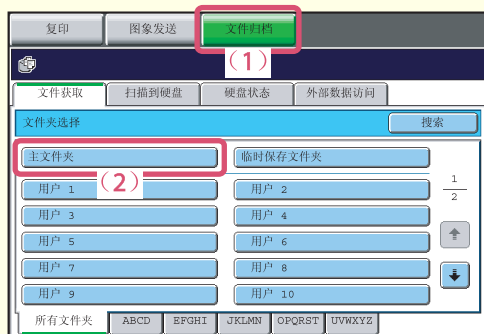 复印 图象发送 文件归档
(1)
文件获取 扫描到硬盘 硬盘状态 外部数据访问
文件夹选择 搜索
主文件夹 临时保存文件夹
(2)
用户 1 用户 2
1
2
用户 3 用户 4
用户 5 用户 6
用户 7 用户 8
用户 9 用户 10
所有文件夹 ABCD EFGHI JKLMN OPQRST UVWXYZ